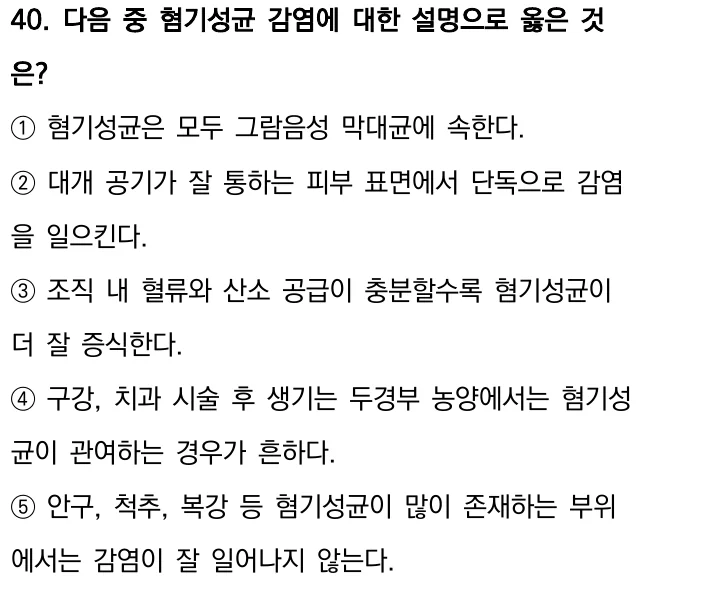 40. 다음 중 혐기성균 감염에 대한 설명으로 옳은 것
은?
① 혐기성균은 모두 그람음성 막대균에 속한다.
② 대개 공기가 잘 통하는 피부 표면에서 단독으로 감염
을 일으킨다.
③ 조직 내 혈류와 산소 공급이 충분할수록 혐기성균이
더 잘 증식한다.
④ 구강, 치과 시술 후 생기는 두경부 농양에서는 혐기성
균이 관여하는 경우가 흔하다.
⑤ 안구, 척추, 복강 등 혐기성균이 많이 존재하는 부위
에서는 감염이 잘 일어나지 않는다.